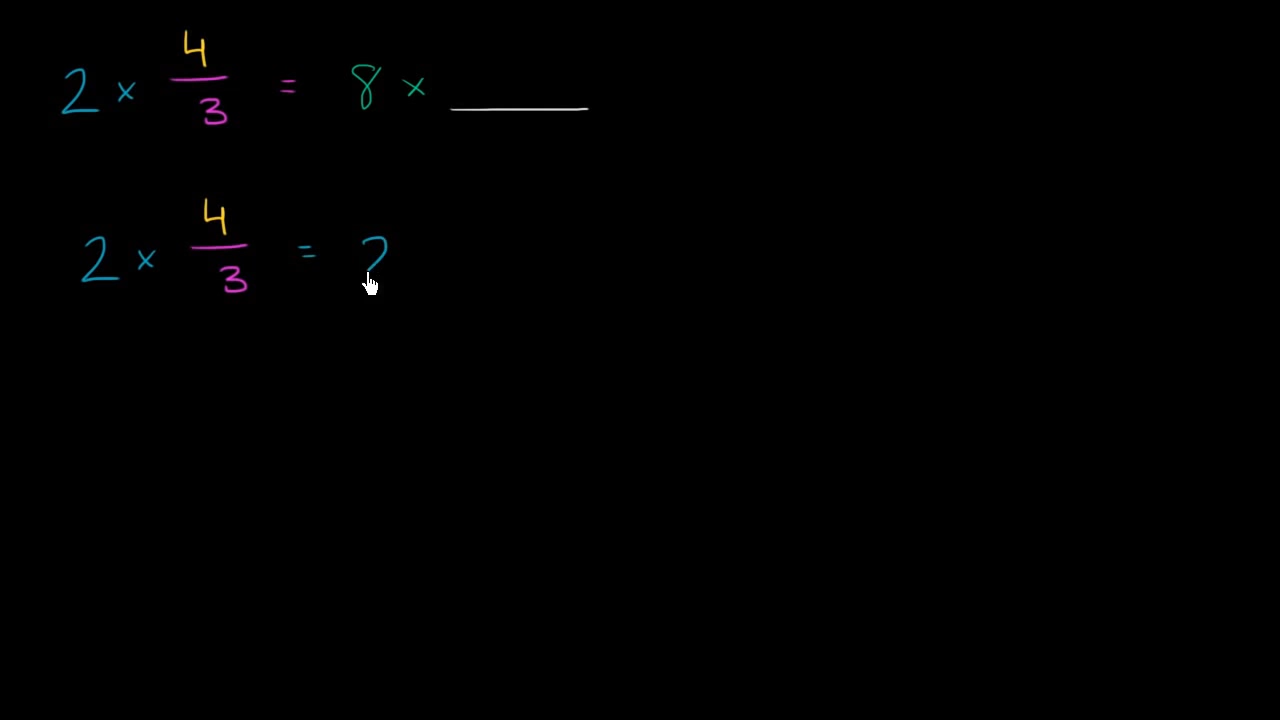 2 × 4/3 = 8 × ______
2 × 4/3 = ?